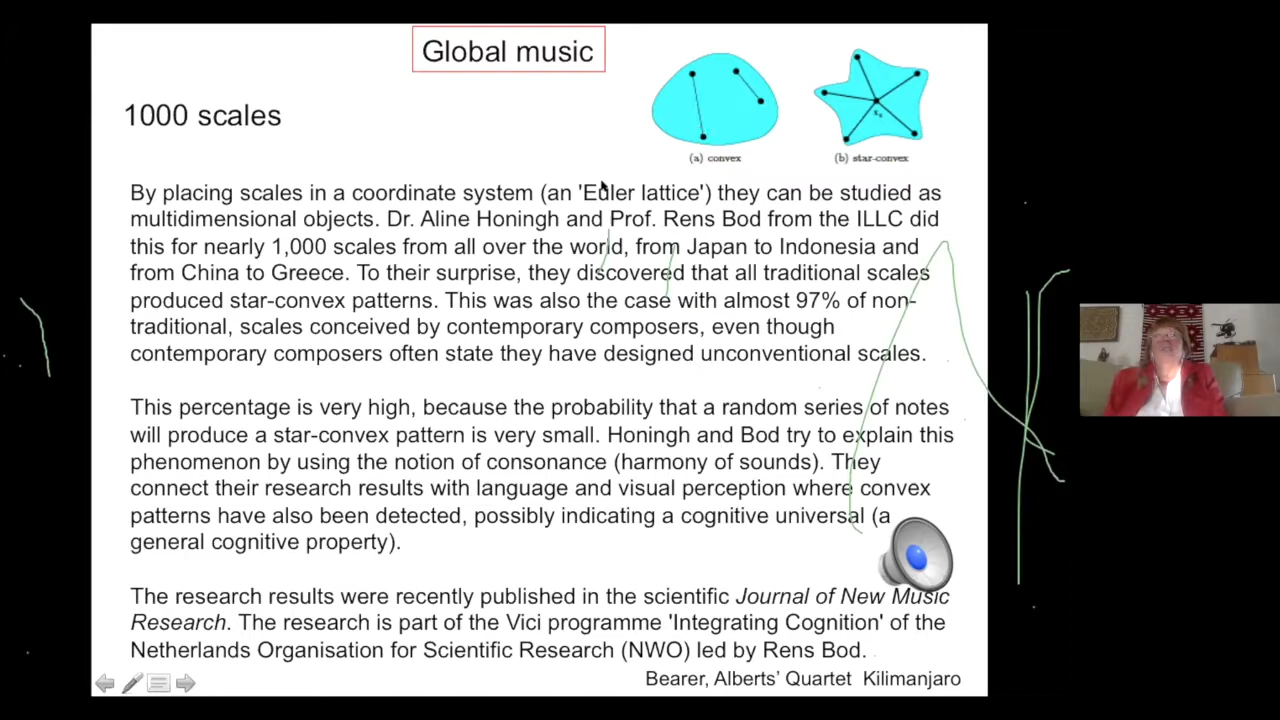 Global music
1000 scales
(a) convex
(b) star-convex
By placing scales in a coordinate system (an 'Euler lattice') they can be studied as
multidimensional objects. Dr. Aline Honingh and Prof. Rens Bod from the ILLC did
this for nearly 1,000 scales from all over the world, from Japan to Indonesia and
from China to Greece. To their surprise, they discovered that all traditional scales
produced star-convex patterns. This was also the case with almost 97% of non-
traditional, scales conceived by contemporary composers, even though
contemporary composers often state they have designed unconventional scales.
This percentage is very high, because the probability that a random series of notes
will produce a star-convex pattern is very small. Honingh and Bod try to explain this
phenomenon by using the notion of consonance (harmony of sounds). They
connect their research results with language and visual perception where convex
patterns have also been detected, possibly indicating a cognitive universal (a
general cognitive property).
The research results were recently published in the scientific Journal of New Music
Research. The research is part of the Vici programme 'Integrating Cognition' of the
Netherlands Organisation for Scientific Research (NWO) led by Rens Bod.
Bearer, Alberts' Quartet Kilimanjaro